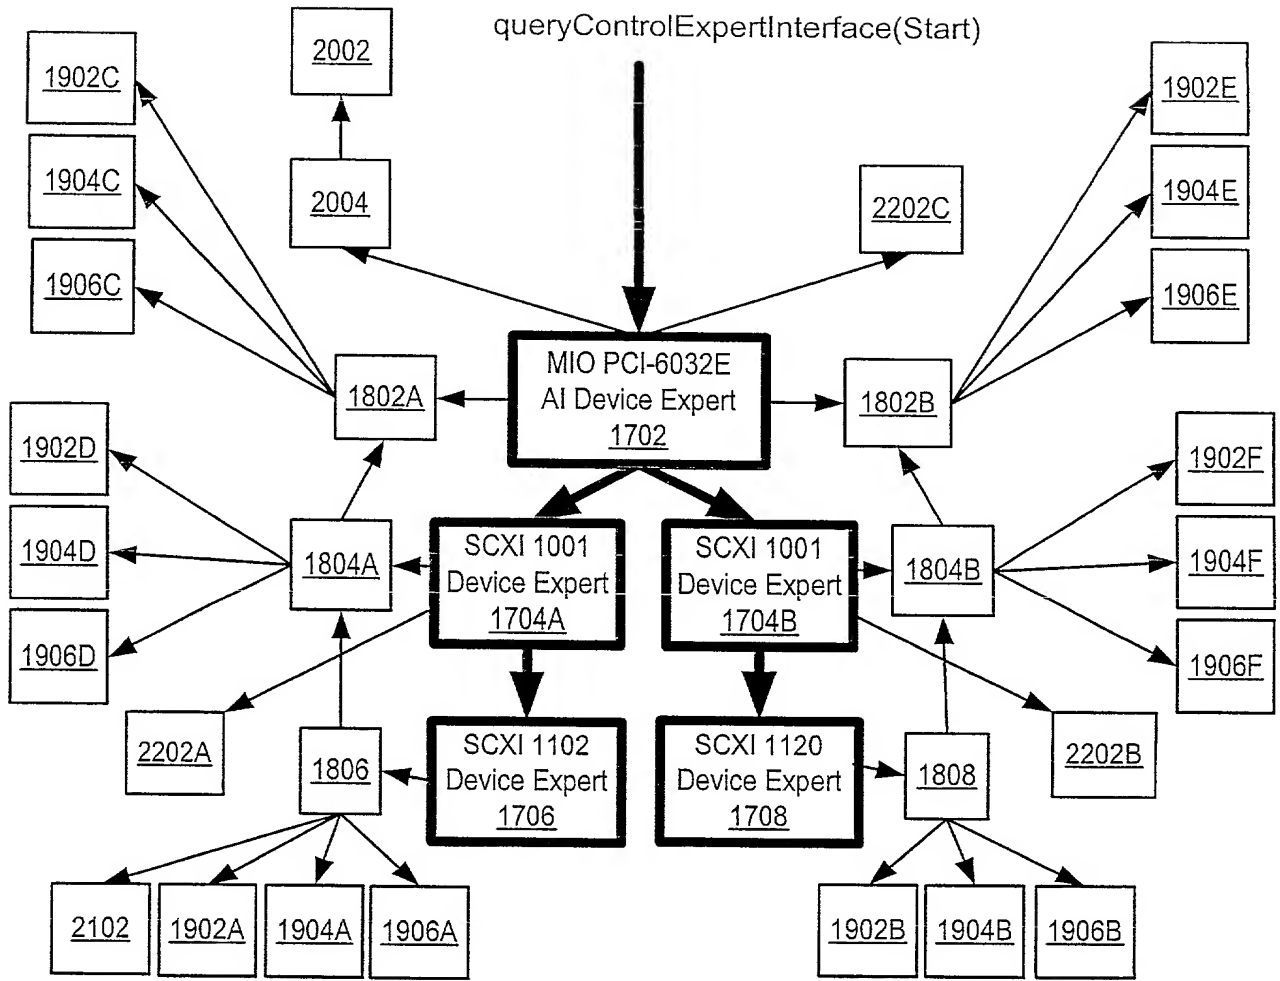 queryControlExpertInterface(Start)
1902C
2002
1902E
1904C
2004
2202C
1904E
1906C
1906E
MIO PCI-6032E
AI Device Expert
1702
1802A
1802B
1902D
1902F
1904D
1804A
SCXI 1001
Device Expert
1704A
SCXI 1001
Device Expert
1704B
1804B
1904F
1906D
1906F
2202A
1806
SCXI 1102
Device Expert
1706
SCXI 1120
Device Expert
1708
1808
2202B
2102
1902A
1904A
1906A
1902B
1904B
1906B